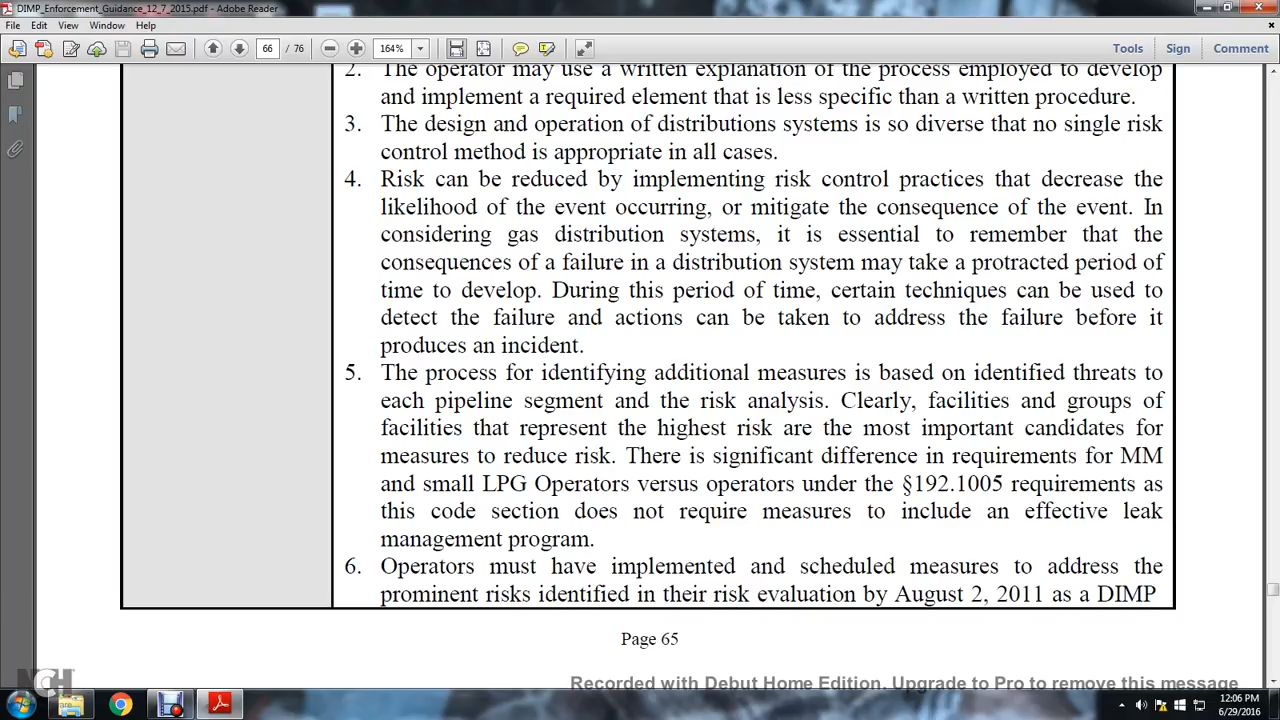 DIMP_Enforcement_Guidance_12_7_2015.pdf - Adobe Reader
File Edit View Window Help
66 / 76 164% Tools Sign Comment
2. The operator may use a written explanation of the process employed to develop
and implement a required element that is less specific than a written procedure.
3. The design and operation of distributions systems is so diverse that no single risk
control method is appropriate in all cases.
4. Risk can be reduced by implementing risk control practices that decrease the
likelihood of the event occurring, or mitigate the consequence of the event. In
considering gas distribution systems, it is essential to remember that the
consequences of a failure in a distribution system may take a protracted period of
time to develop. During this period of time, certain techniques can be used to
detect the failure and actions can be taken to address the failure before it
produces an incident.
5. The process for identifying additional measures is based on identified threats to
each pipeline segment and the risk analysis. Clearly, facilities and groups of
facilities that represent the highest risk are the most important candidates for
measures to reduce risk. There is significant difference in requirements for MM
and small LPG Operators versus operators under the §192.1005 requirements as
this code section does not require measures to include an effective leak
management program.
6. Operators must have implemented and scheduled measures to address the
prominent risks identified in their risk evaluation by August 2, 2011 as a DIMP
Page 65
NCH
Recorded with Debut Home Edition. Upgrade to Pro to remove this message
12:06 PM
6/29/2016